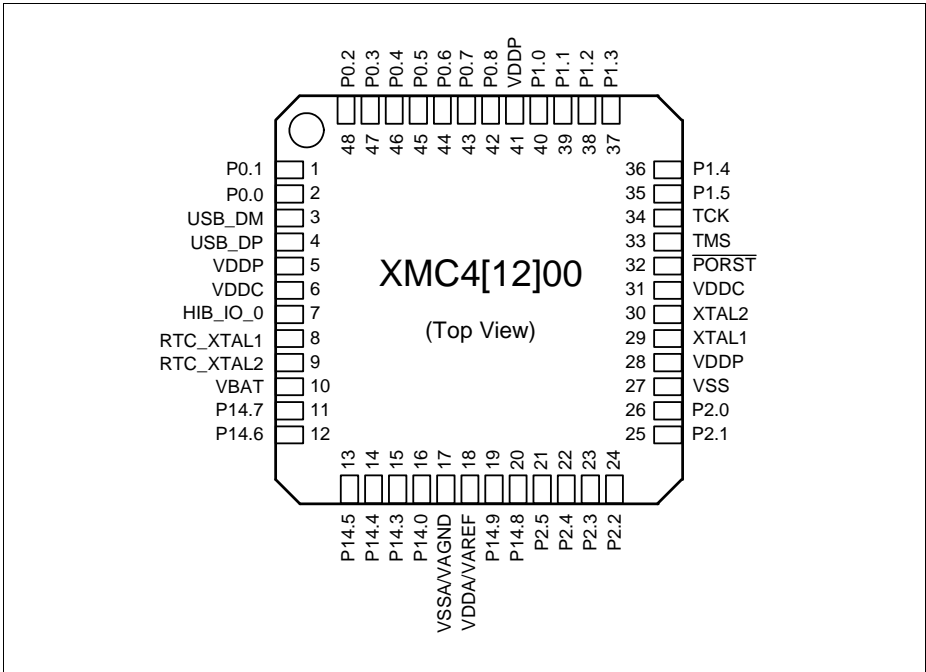 P0.2 P0.3 P0.4 P0.5 P0.6 P0.7 P0.8 VDDP P1.0 P1.1 P1.2 P1.3
48 47 46 45 44 43 42 41 40 39 38 37
P0.1 1 36 P1.4
P0.0 2 35 P1.5
USB_DM 3 34 TCK
USB_DP 4 33 TMS
VDDP 5 32 PORST
VDDC 6 31 VDDC
HIB_IO_0 7 30 XTAL2
RTC_XTAL1 8 29 XTAL1
RTC_XTAL2 9 28 VDDP
VBAT 10 27 VSS
P14.7 11 26 P2.0
P14.6 12 25 P2.1
XMC4[12]00
(Top View)
13 14 15 16 17 18 19 20 21 22 23 24
P14.5 P14.4 P14.3 P14.0 VSSA/VAGND VDDA/VAREF P14.9 P14.8 P2.5 P2.4 P2.3 P2.2